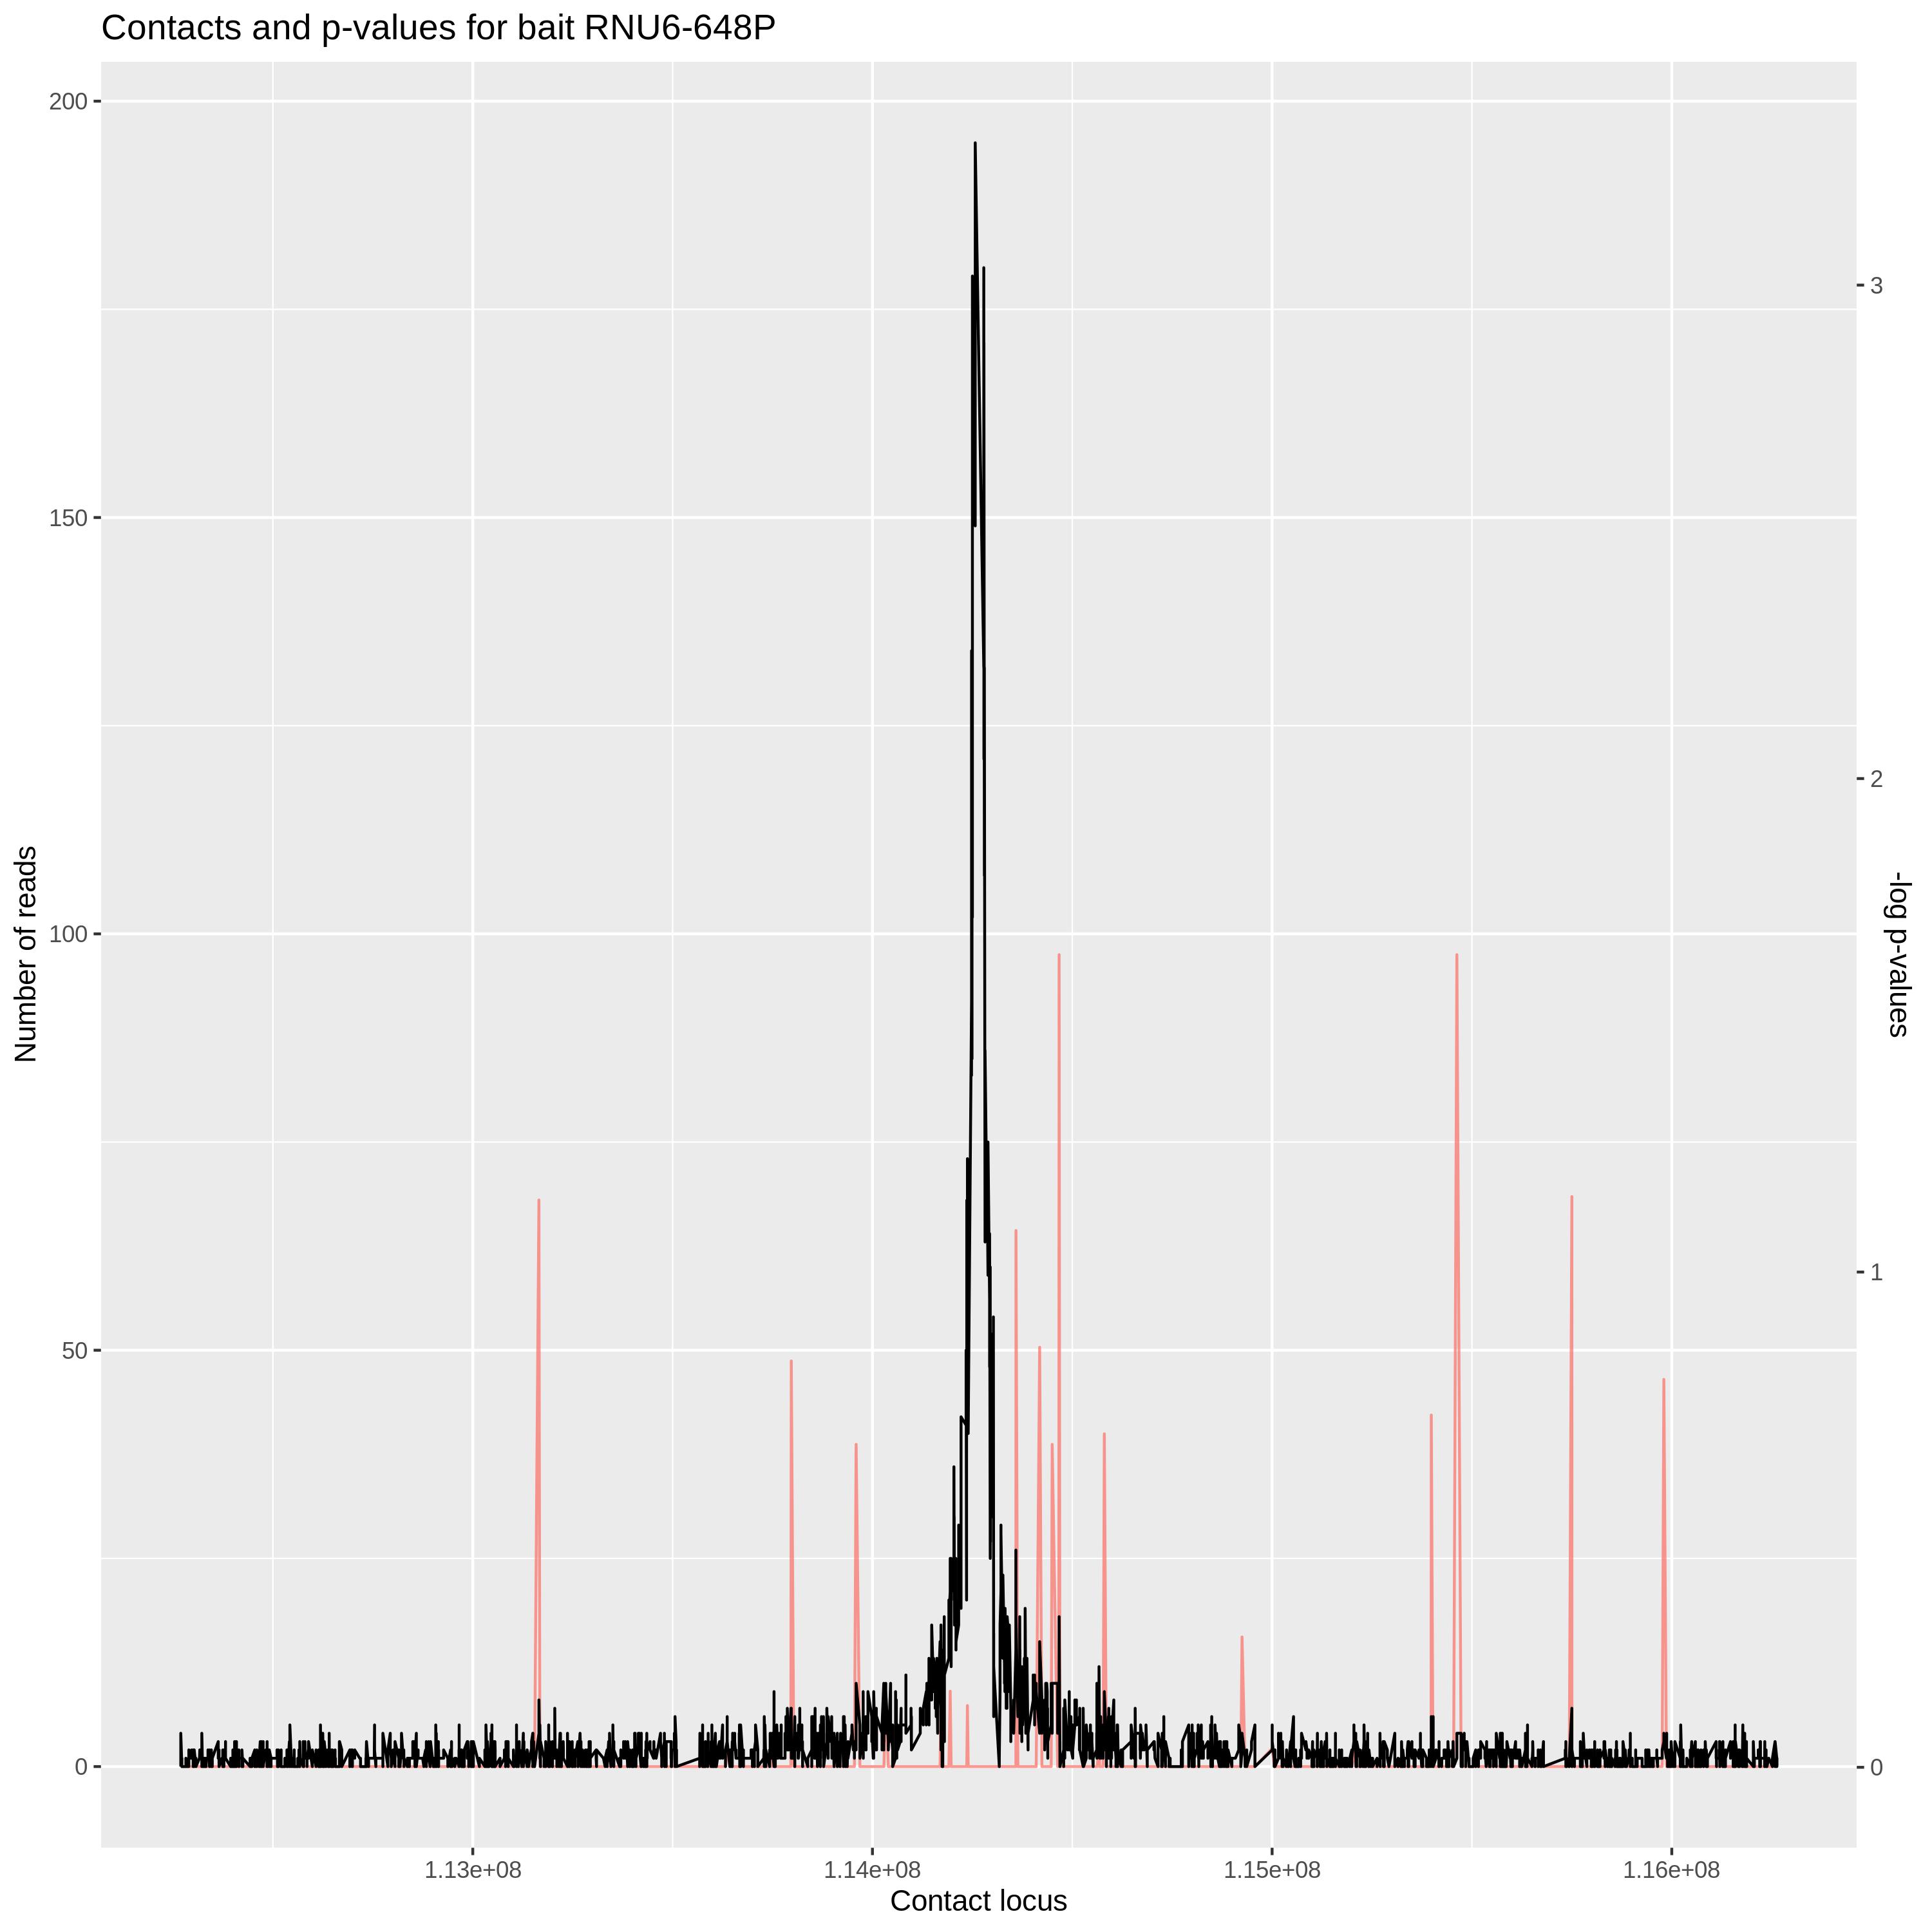 Contacts and p-values for bait RNU6-648P
200
150
100
50
0
3
2
1
0
Number of reads
-log p-values
1.13e+08
1.14e+08
1.15e+08
1.16e+08
Contact locus